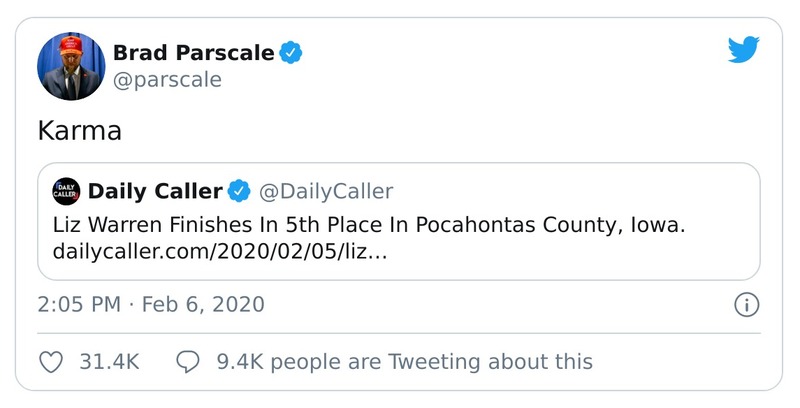 Brad Parscale
@parscale
Karma
DAILY
CALLER
Daily Caller @DailyCaller
Liz Warren Finishes In 5th Place In Pocahontas County, Iowa.
dailycaller.com/2020/02/05/liz…
2:05 PM · Feb 6, 2020
31.4K 9.4K people are Tweeting about this